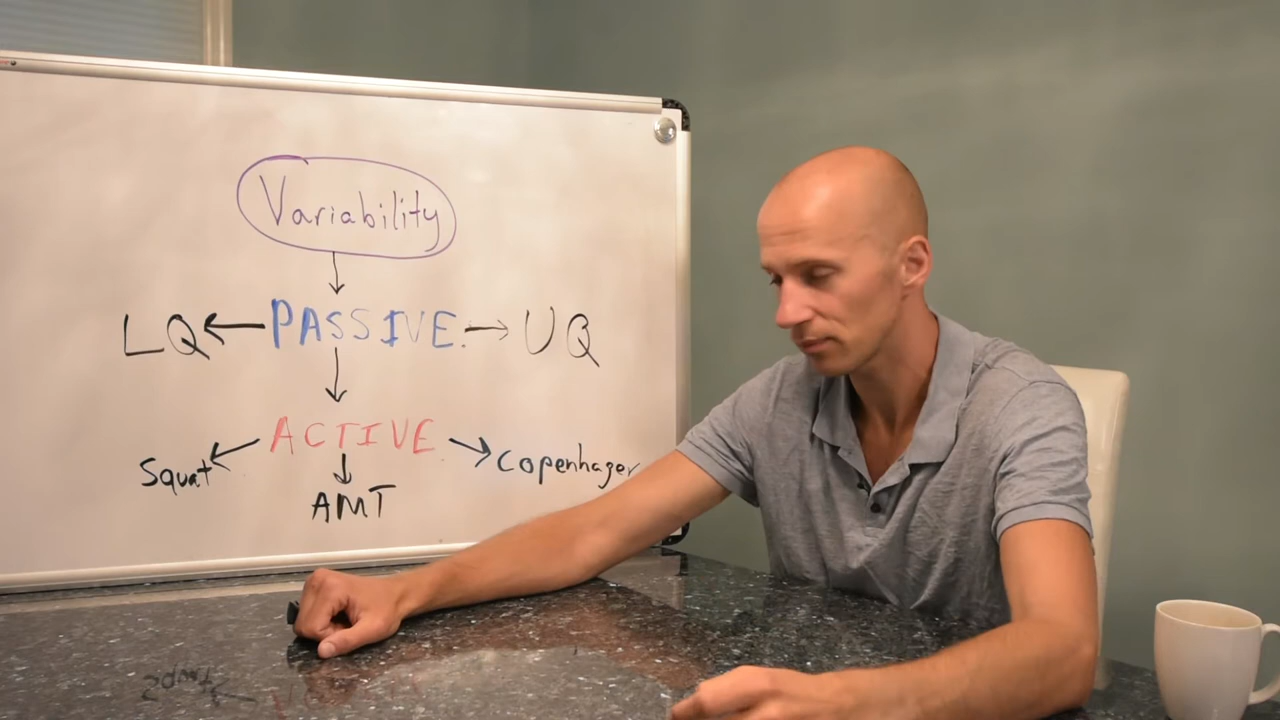 Variability
LQ ← PASSIVE → UQ
ACTIVE
Squat
Copenhagen
AMT